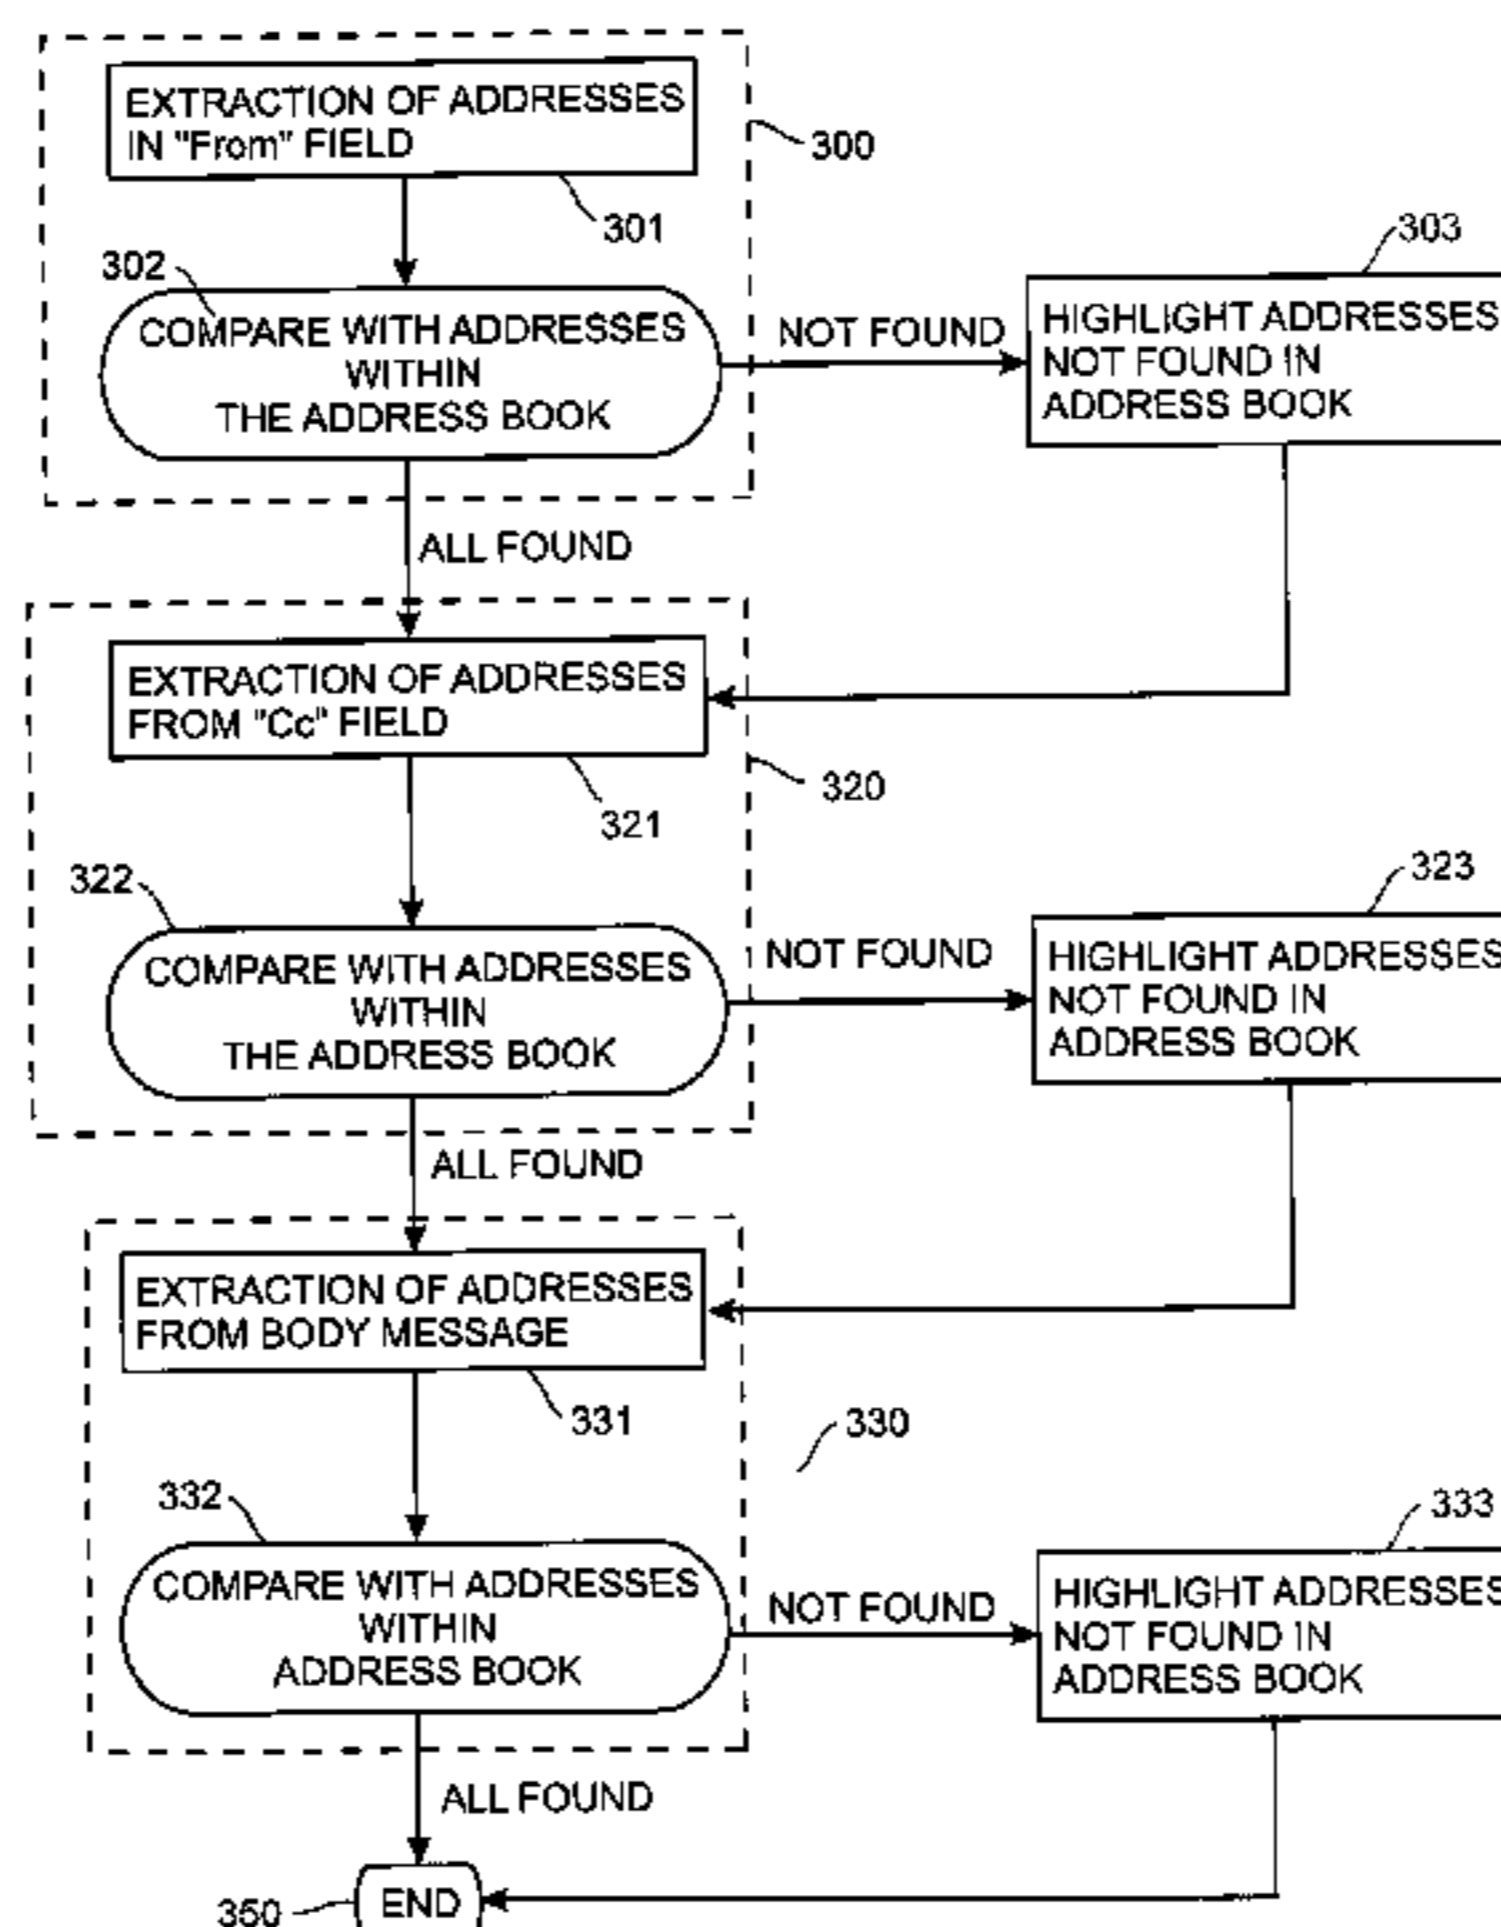 EXTRACTION OF ADDRESSES
IN "From" FIELD
300
301
303
302
COMPARE WITH ADDRESSES
WITHIN
THE ADDRESS BOOK
NOT FOUND
HIGHLIGHT ADDRESSES
NOT FOUND IN
ADDRESS BOOK
ALL FOUND
EXTRACTION OF ADDRESSES
FROM "Cc" FIELD
320
321
322
323
COMPARE WITH ADDRESSES
WITHIN
THE ADDRESS BOOK
NOT FOUND
HIGHLIGHT ADDRESSES
NOT FOUND IN
ADDRESS BOOK
ALL FOUND
EXTRACTION OF ADDRESSES
FROM BODY MESSAGE
331
330
332
333
COMPARE WITH ADDRESSES
WITHIN
ADDRESS BOOK
NOT FOUND
HIGHLIGHT ADDRESSES
NOT FOUND IN
ADDRESS BOOK
ALL FOUND
350
END